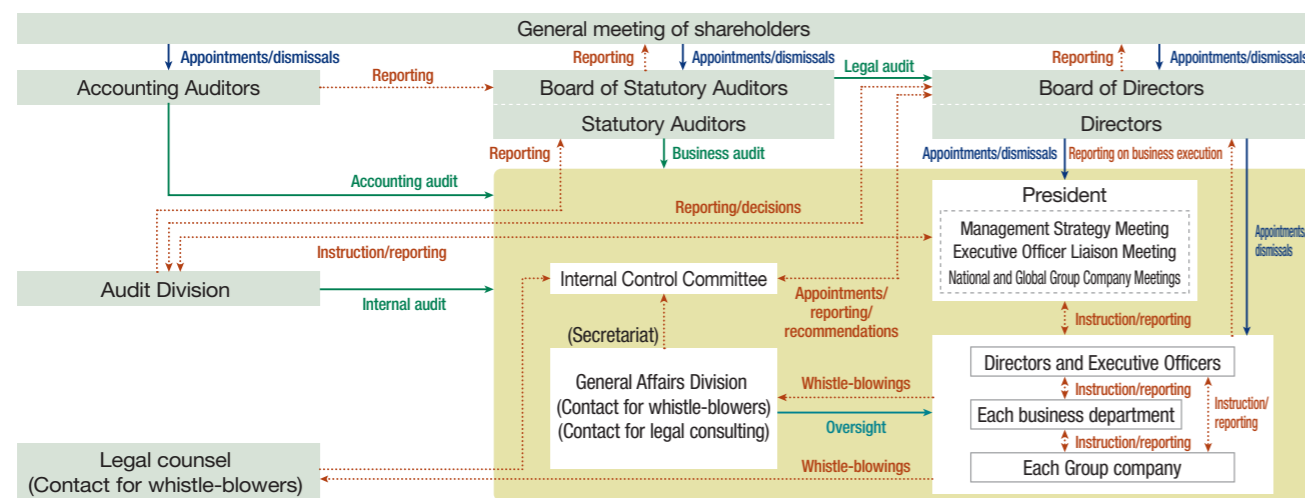 General meeting of shareholders
Appointments/dismissals
Reporting
Appointments/dismissals
Reporting
Appointments/dismissals
Accounting Auditors
Reporting
Board of Statutory Auditors
Legal audit
Board of Directors
Statutory Auditors
Directors
Reporting
Business audit
Appointments/dismissals
Reporting on business execution
Accounting audit
President
Reporting/decisions
Management Strategy Meeting
Executive Officer Liaison Meeting
National and Global Group Company Meetings
Appointments/
dismissals
Instruction/reporting
Audit Division
Internal audit
Internal Control Committee
Appointments/
reporting/
recommendations
Instruction/reporting
(Secretariat)
General Affairs Division
(Contact for whistle-blowers)
(Contact for legal consulting)
Whistle-blowings
Oversight
Directors and Executive Officers
Instruction/reporting
Each business department
Instruction/
reporting
Instruction/reporting
Each Group company
Legal counsel
(Contact for whistle-blowers)
Whistle-blowings